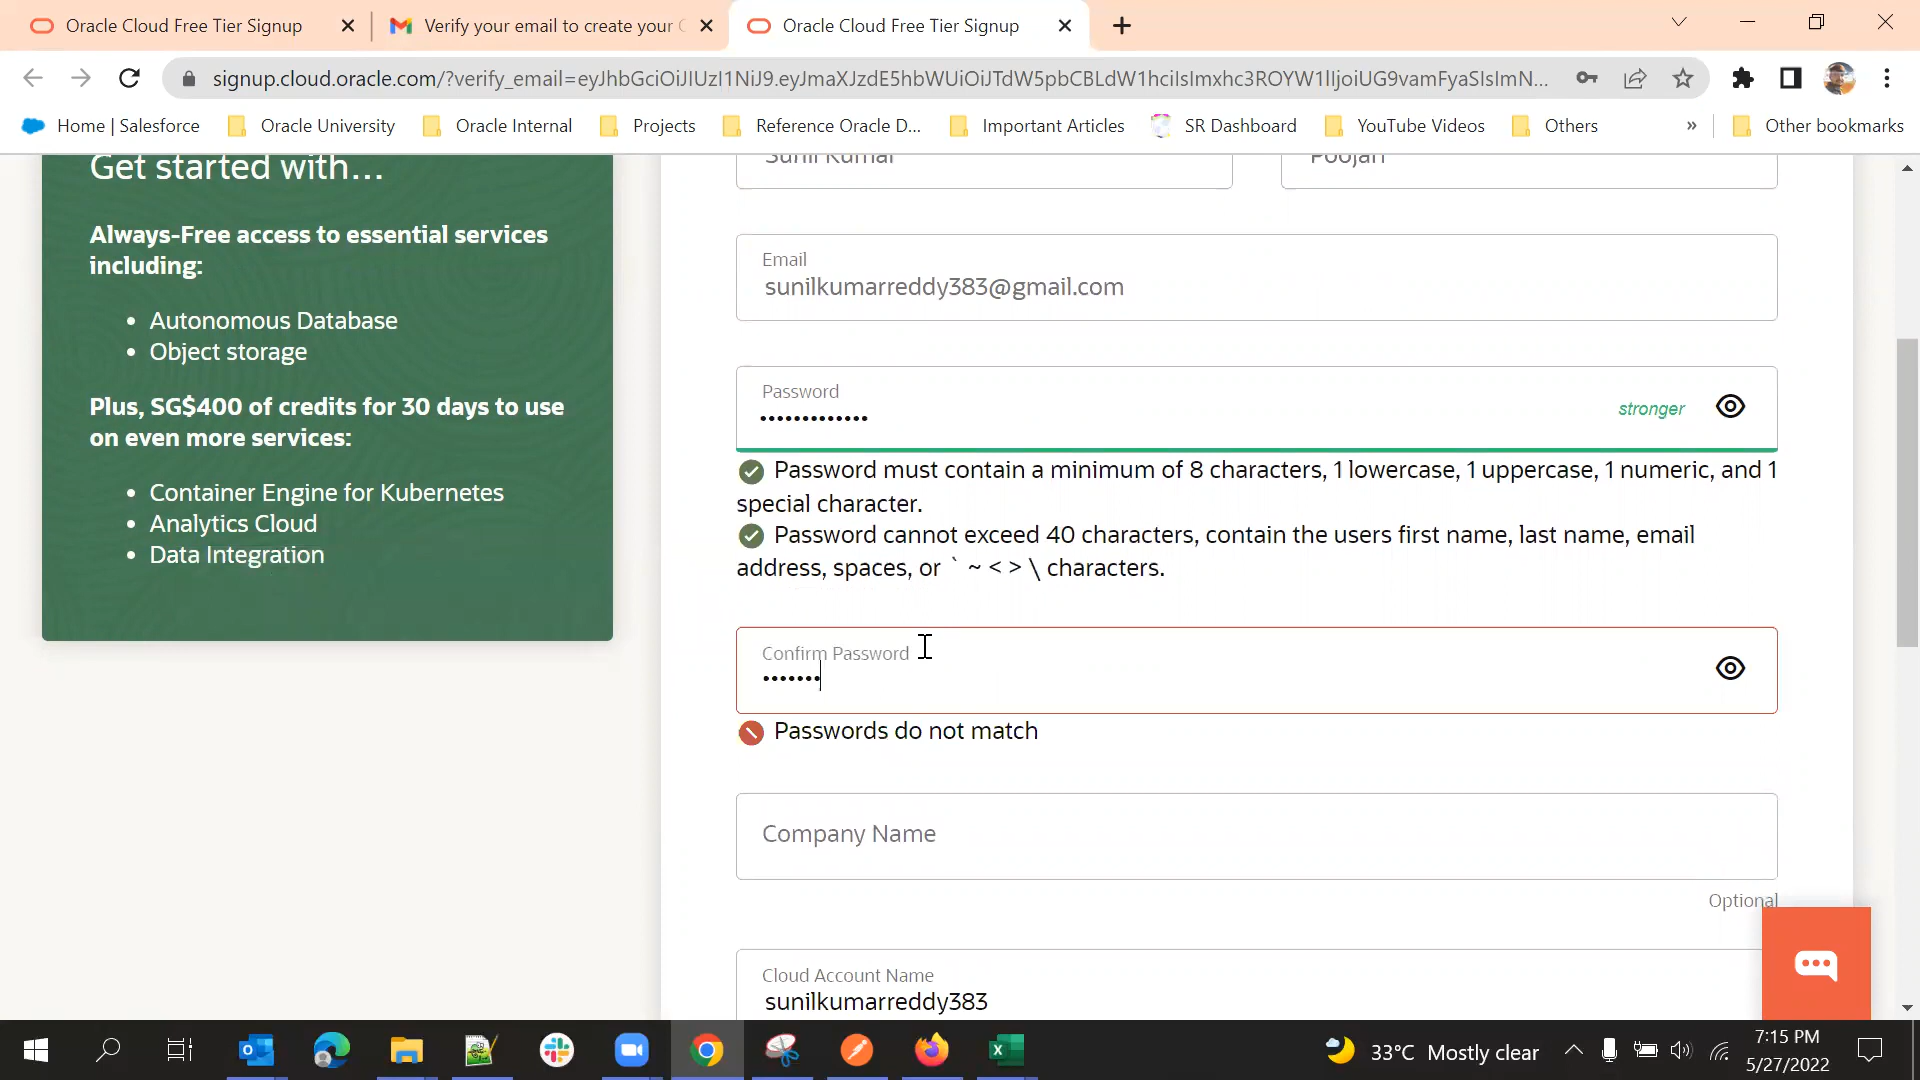 Oracle Cloud Free Tier Signup
Verify your email to create your
Oracle Cloud Free Tier Signup
signup.cloud.oracle.com/?verify_email=eyJhbGciOiJIUzI1NiJ9.eyJmaXJzdE5hbWUiOiJTdW5pbCBLdW1hciIsImxhc3ROYW1lIjoiUG9vamFyaSIsImN...
Home | Salesforce
Oracle University
Oracle Internal
Projects
Reference Oracle D...
Important Articles
SR Dashboard
YouTube Videos
Others
»
Other bookmarks
Get started with...
Always-Free access to essential services
including:
• Autonomous Database
• Object storage
Plus, SG$400 of credits for 30 days to use
on even more services:
• Container Engine for Kubernetes
• Analytics Cloud
• Data Integration
Sunil Kumar
Poojari
Email
sunilkumarreddy383@gmail.com
Password
•••••••••••••
stronger
Password must contain a minimum of 8 characters, 1 lowercase, 1 uppercase, 1 numeric, and 1
special character.
Password cannot exceed 40 characters, contain the users first name, last name, email
address, spaces, or ` ~ < > \ characters.
Confirm Password
•••••••
Passwords do not match
Company Name
Optional
Cloud Account Name
sunilkumarreddy383
33°C Mostly clear
7:15 PM
5/27/2022